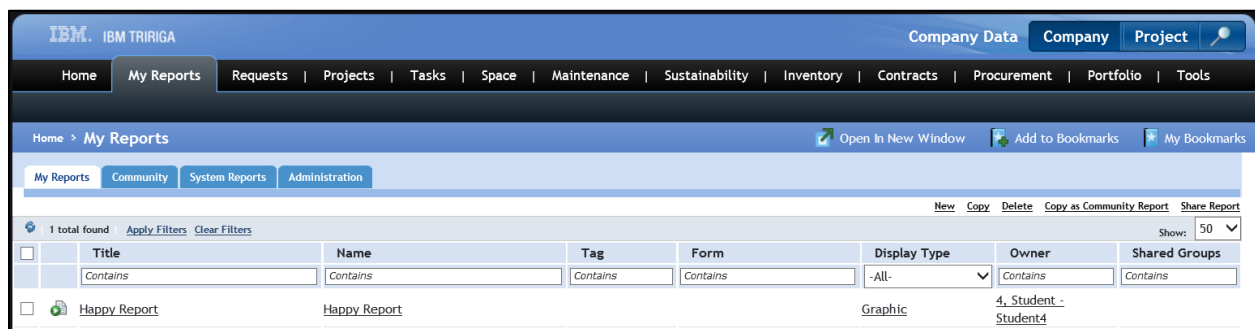 IBM. IBM TRIRIGA
Company Data Company Project
Home My Reports Requests | Projects | Tasks | Space | Maintenance | Sustainability | Inventory | Contracts | Procurement | Portfolio | Tools
Home > My Reports Open In New Window Add to Bookmarks My Bookmarks
My Reports Community System Reports Administration
New Copy Delete Copy as Community Report Share Report
1 total found Apply Filters Clear Filters Show: 50
Title Name Tag Form Display Type Owner Shared Groups
Contains Contains Contains Contains -All- Contains Contains
Happy Report Happy Report Graphic 4, Student -
Student4